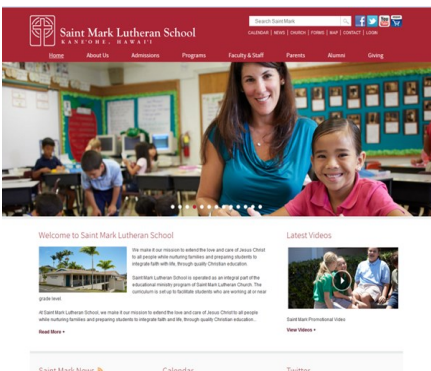 Saint Mark Lutheran School
KANE'OHE, HAWAI'I
Search Saint Mark
CALENDAR | NEWS | CHURCH | FORMS | MAP | CONTACT | LOGIN
Home About Us Admissions Programs Faculty & Staff Parents Alumni Giving
Welcome to Saint Mark Lutheran School
We make it our mission to extend the love and care of Jesus Christ
to all people while nurturing families and preparing students to
integrate faith with life, through quality Christian education.
Saint Mark Lutheran School is operated as an integral part of the
educational ministry program of Saint Mark Lutheran Church. The
curriculum is set up to facilitate students who are working at or near
grade level
At Saint Mark Lutheran School, we make it our mission to extend the love and care of Jesus Christ to all people
while nurturing families and preparing students to integrate faith and life, through quality Christian education...
Read More +
Latest Videos
Saint Mark Promotional Video
View Videos +
Saint Mark News
Calendar
Twitter